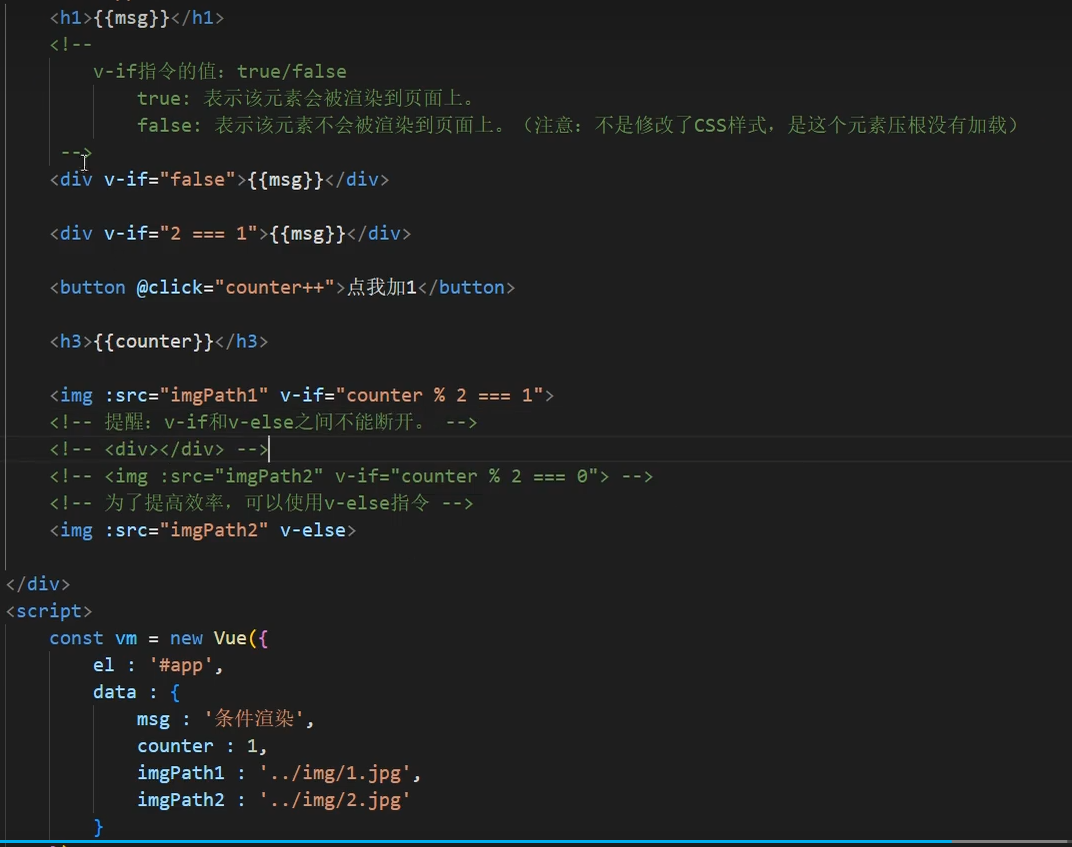 <h1>{{msg}}</h1>
<!--
v-if指令的值：true/false
true: 表示该元素会被渲染到页面上。
false: 表示该元素不会被渲染到页面上。（注意：不是修改了CSS样式，是这个元素压根没有加载）
-->
<div v-if="false">{{msg}}</div>
<div v-if="2 === 1">{{msg}}</div>
<button @click="counter++">点我加1</button>
<h3>{{counter}}</h3>
<img :src="imgPath1" v-if="counter % 2 === 1">
<!-- 提醒：v-if和v-else之间不能断开。 -->
<!-- <div></div> -->
<!-- <img :src="imgPath2" v-if="counter % 2 === 0"> -->
<!-- 为了提高效率，可以使用v-else指令 -->
<img :src="imgPath2" v-else>
</div>
<script>
const vm = new Vue({
el : '#app',
data : {
msg : '条件渲染',
counter : 1,
imgPath1 : '../img/1.jpg',
imgPath2 : '../img/2.jpg'
}